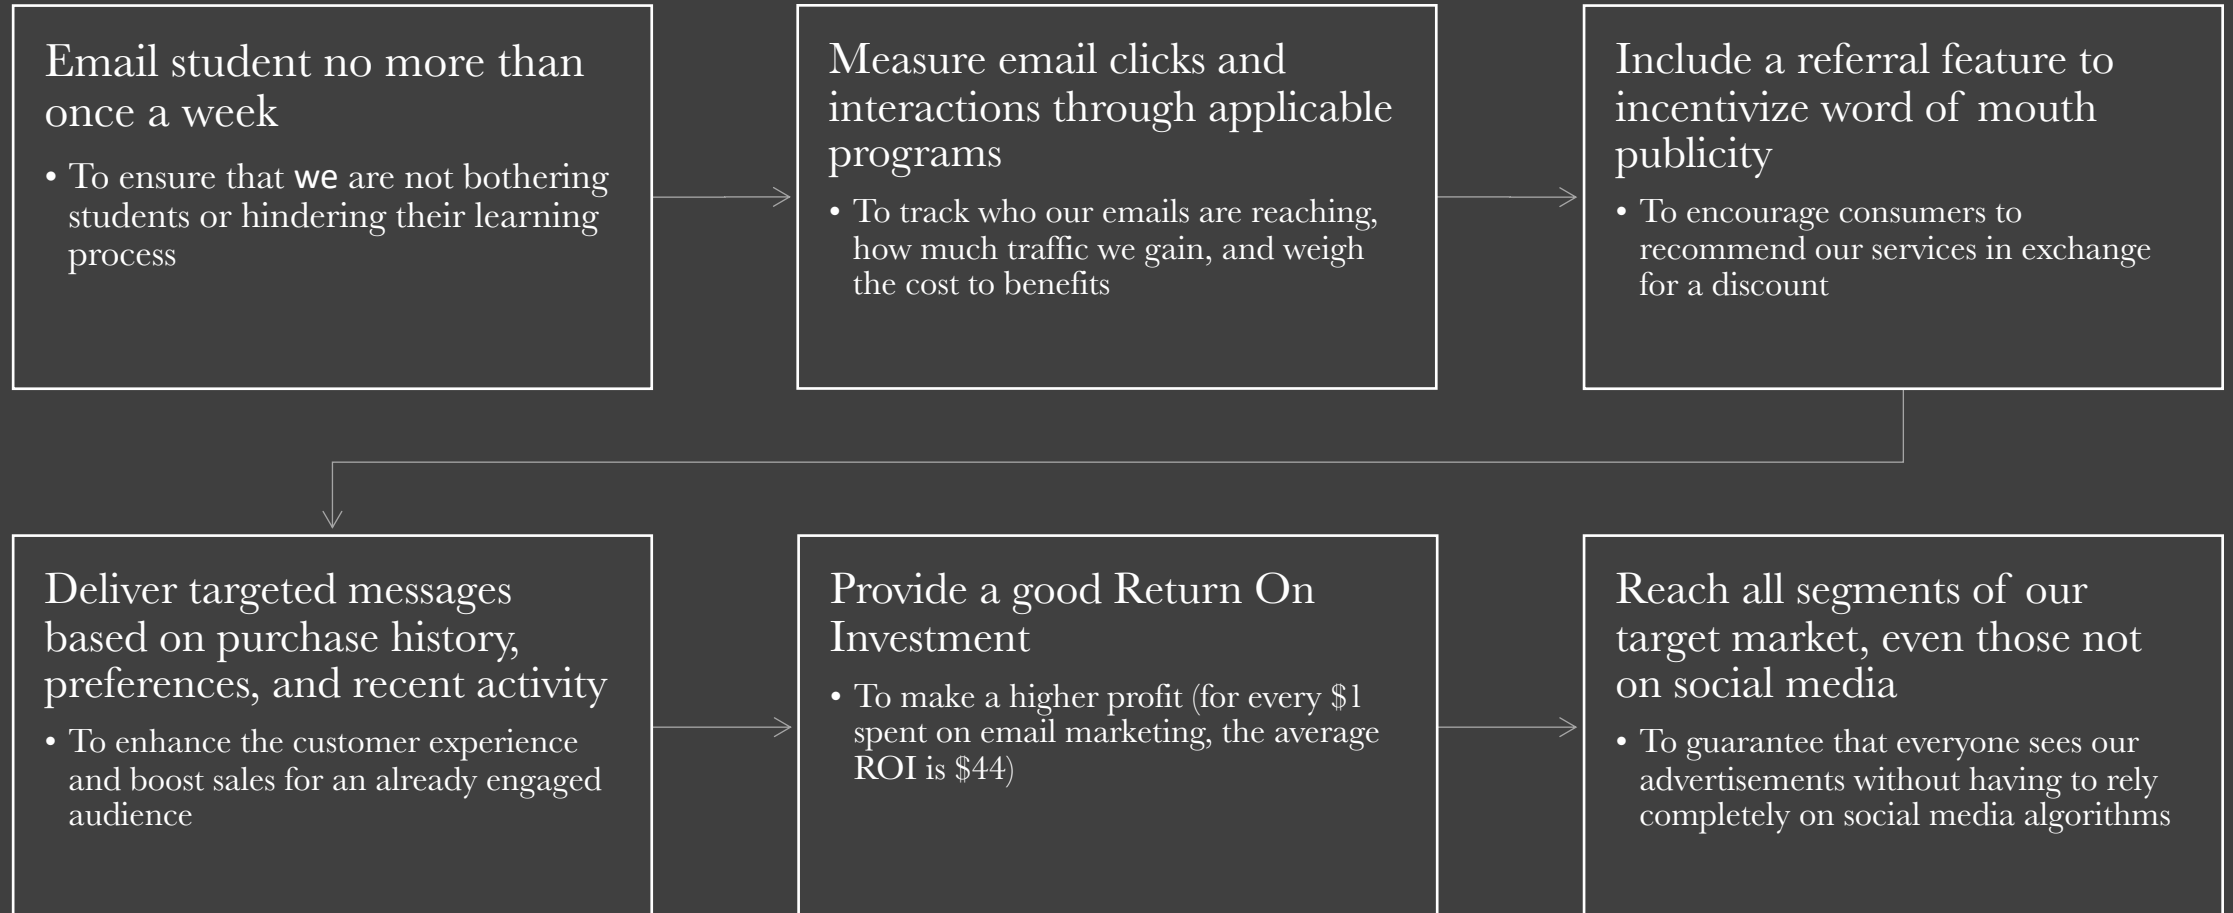 Email student no more than
once a week
• To ensure that we are not bothering
students or hindering their learning
process
Measure email clicks and
interactions through applicable
programs
• To track who our emails are reaching,
how much traffic we gain, and weigh
the cost to benefits
Include a referral feature to
incentivize word of mouth
publicity
• To encourage consumers to
recommend our services in exchange
for a discount
Deliver targeted messages
based on purchase history,
preferences, and recent activity
• To enhance the customer experience
and boost sales for an already engaged
audience
Provide a good Return On
Investment
• To make a higher profit (for every $1
spent on email marketing, the average
ROI is $44)
Reach all segments of our
target market, even those not
on social media
• To guarantee that everyone sees our
advertisements without having to rely
completely on social media algorithms